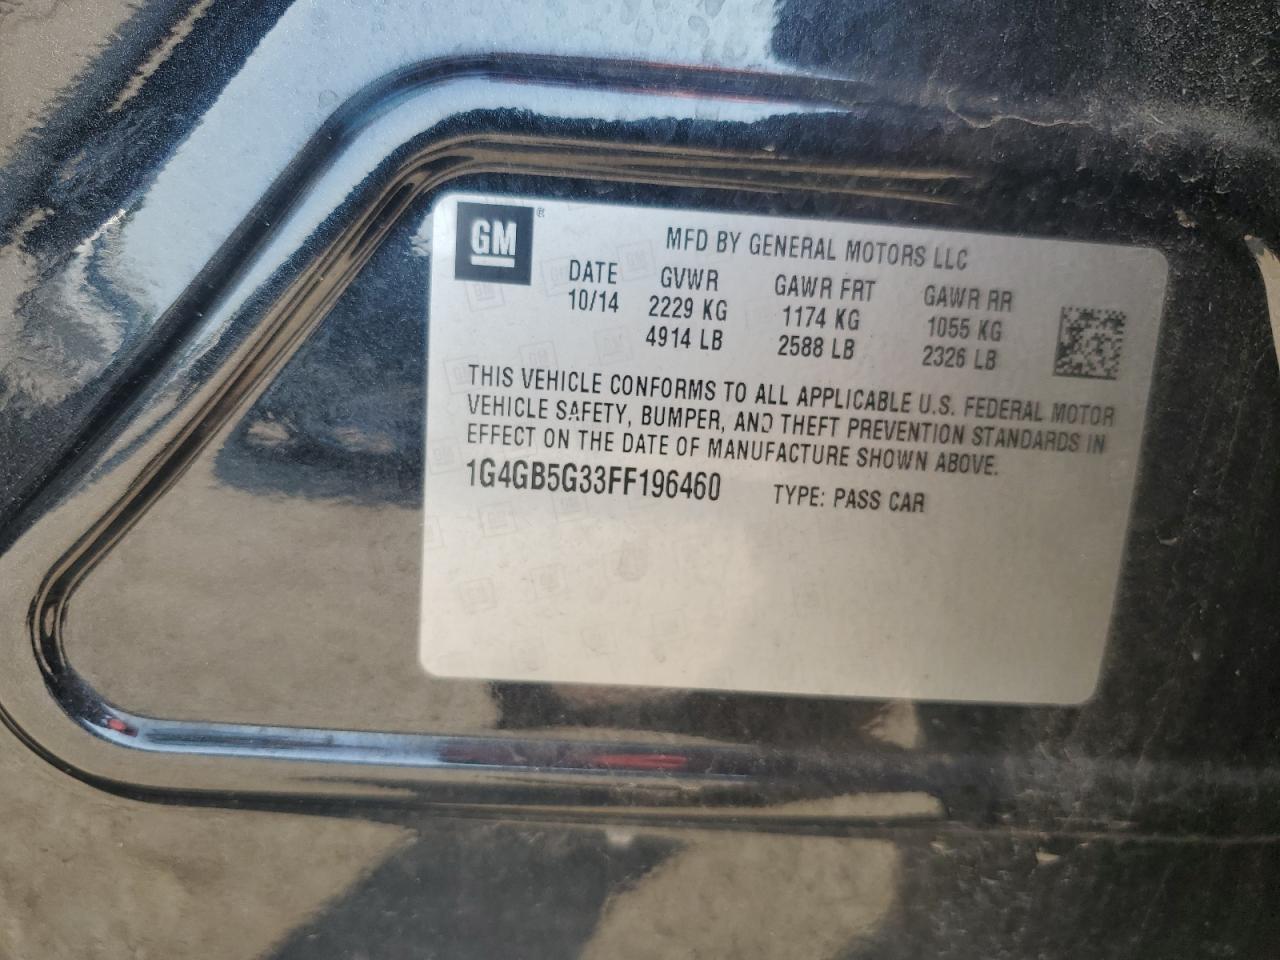 GM®
MFD BY GENERAL MOTORS LLC
DATE GVWR GAWR FRT GAWR RR
10/14 2229 KG 1174 KG 1055 KG
4914 LB 2588 LB 2326 LB
THIS VEHICLE CONFORMS TO ALL APPLICABLE U.S. FEDERAL MOTOR
VEHICLE SAFETY, BUMPER, AND THEFT PREVENTION STANDARDS IN
EFFECT ON THE DATE OF MANUFACTURE SHOWN ABOVE.
1G4GB5G33FF196460 TYPE: PASS CAR